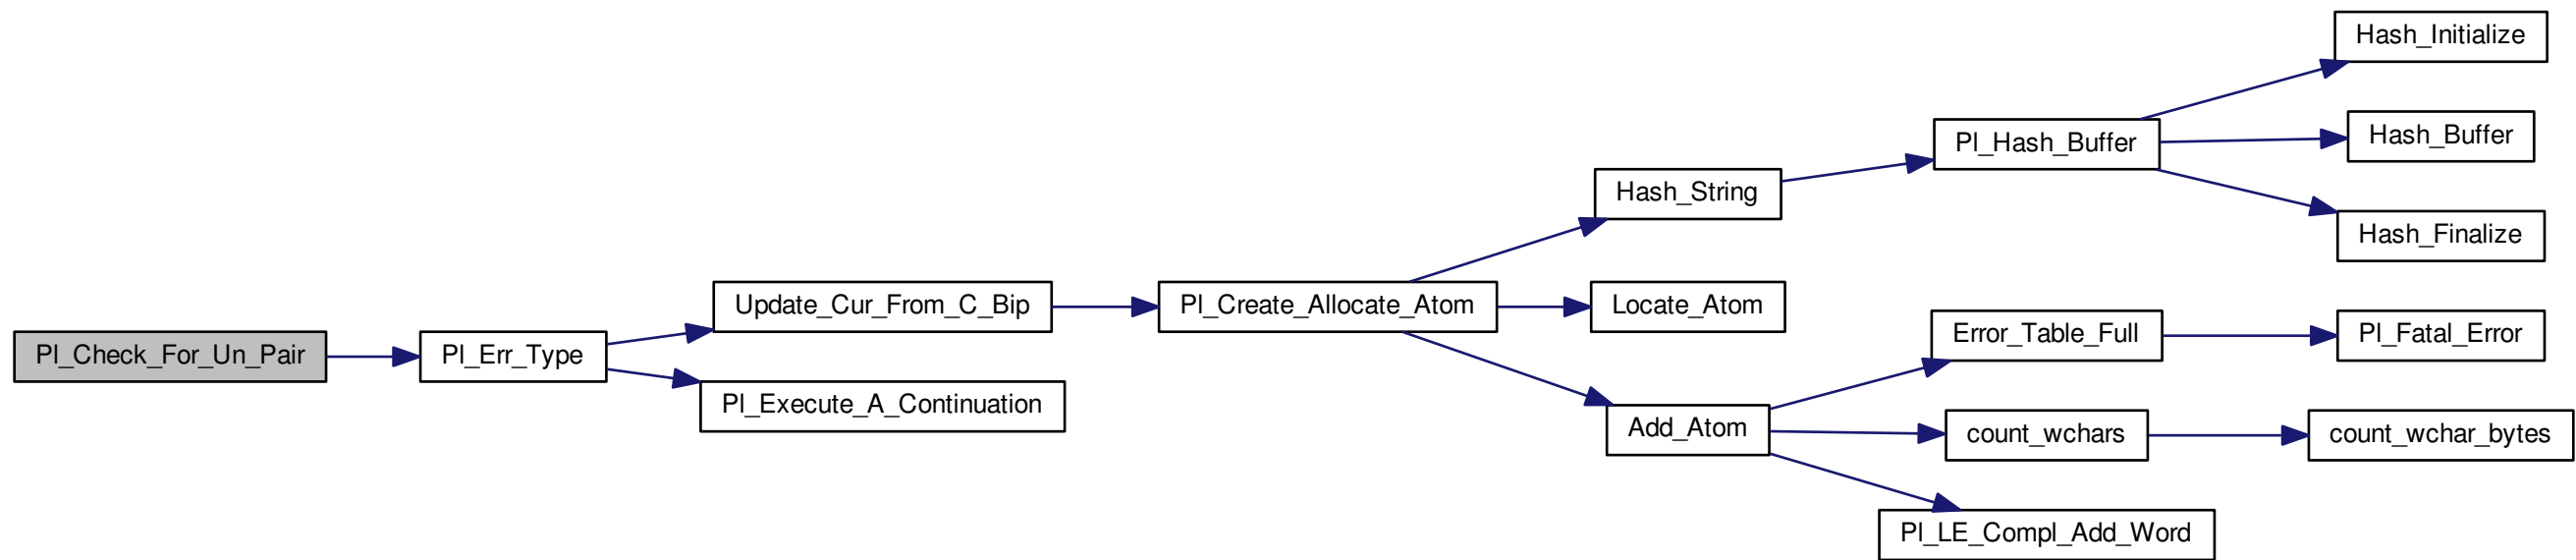 Hash_Initialize
Hash_Buffer
Pl_Hash_Buffer
Hash_String
Hash_Finalize
Update_Cur_From_C_Bip
Pl_Create_Allocate_Atom
Locate_Atom
Error_Table_Full
Pl_Fatal_Error
Pl_Check_For_Un_Pair
Pl_Err_Type
Pl_Execute_A_Continuation
Add_Atom
count_wchars
count_wchar_bytes
Pl_LE_Compl_Add_Word